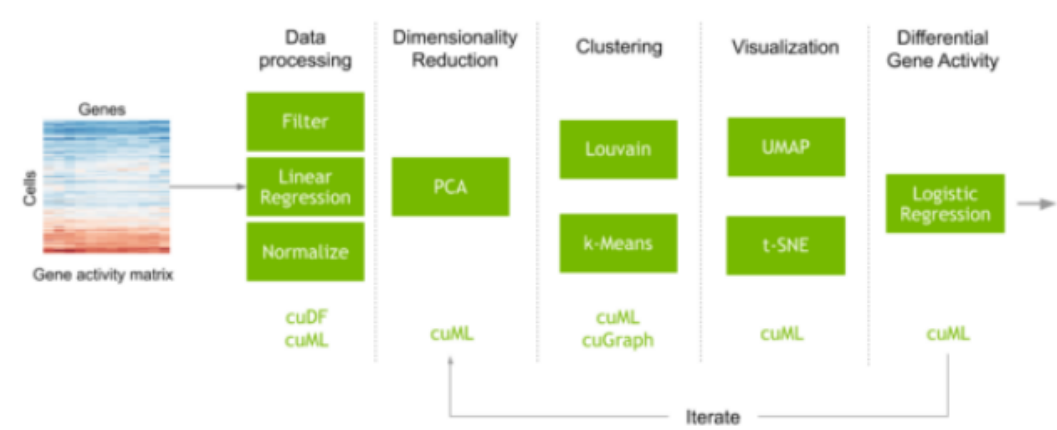 Data
processing
Dimensionality
Reduction
Clustering
Visualization
Differential
Gene Activity
Genes
Cells
Gene activity matrix
Filter
Linear
Regression
Normalize
PCA
Louvain
k-Means
UMAP
t-SNE
Logistic
Regression
cuDF
cuML
cuML
cuML
cuGraph
cuML
cuML
Iterate